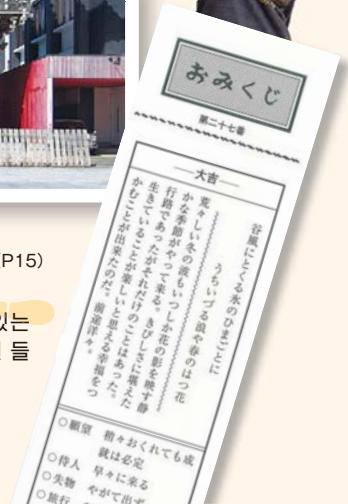 おみくじ
第二十七番
大吉
谷風にとくる氷のひまごとに
うちいづる浪や春のはつ花
荒々しい冬の波もいつしか花の影を映す静
かな季節がやって来る。きびしさに堪えた
行路であったがそれだけのことはあった。
生きていることが楽しいと思える幸福をつ
かむことが出来たのだ。前途洋々。
○願望 稍々おくれても成
就は必定
○待人 早々に来る
○失物 やがて出ず
○旅行
(P15)
있는
들